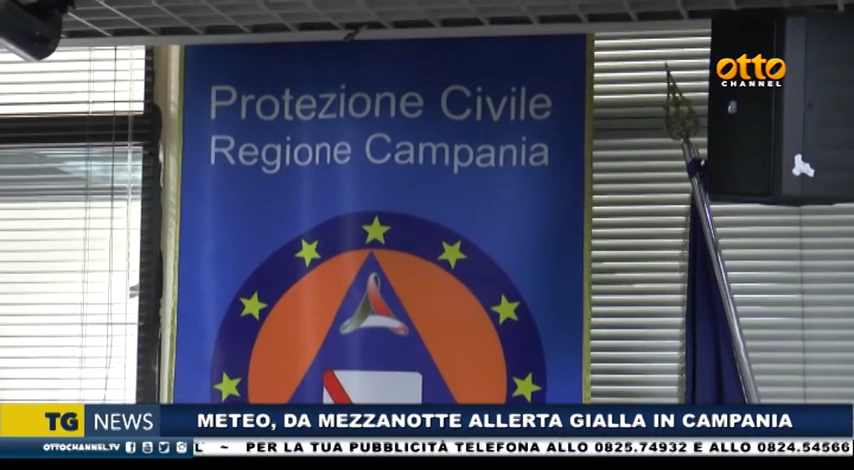 otto
CHANNEL
Protezione Civile
Regione Campania
TG NEWS
METEO, DA MEZZANOTTE ALLERTA GIALLA IN CAMPANIA
OTTOCHANNEL.TV
~ PER LA TUA PUBBLICITÀ TELEFONA ALLO 0825.74932 E ALLO 0824.54566